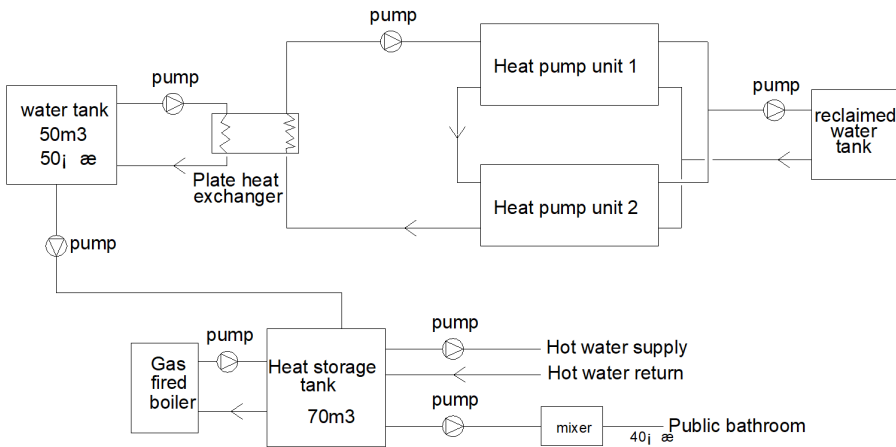 pump
pump
Heat pump unit 1
pump
water tank
50m3
50¡ æ
reclaimed
water
tank
Plate heat
exchanger
Heat pump unit 2
pump
pump
pump
Hot water supply
Gas
fired
boiler
Heat storage
tank
Hot water return
70m3
pump
mixer
40¡ æ
Public bathroom